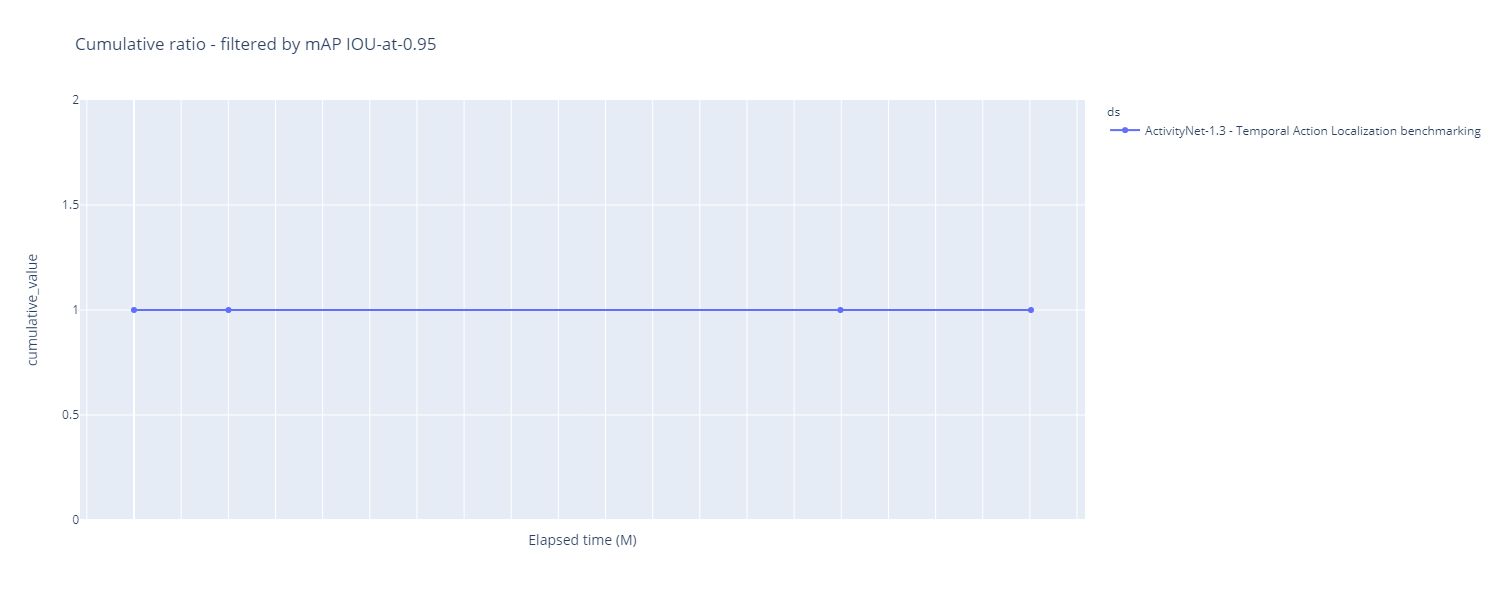 Cumulative ratio - filtered by mAP IOU-at-0.95
2
1.5
1
0.5
0
cumulative_value
Elapsed time (M)
ds
ActivityNet-1.3 - Temporal Action Localization benchmarking